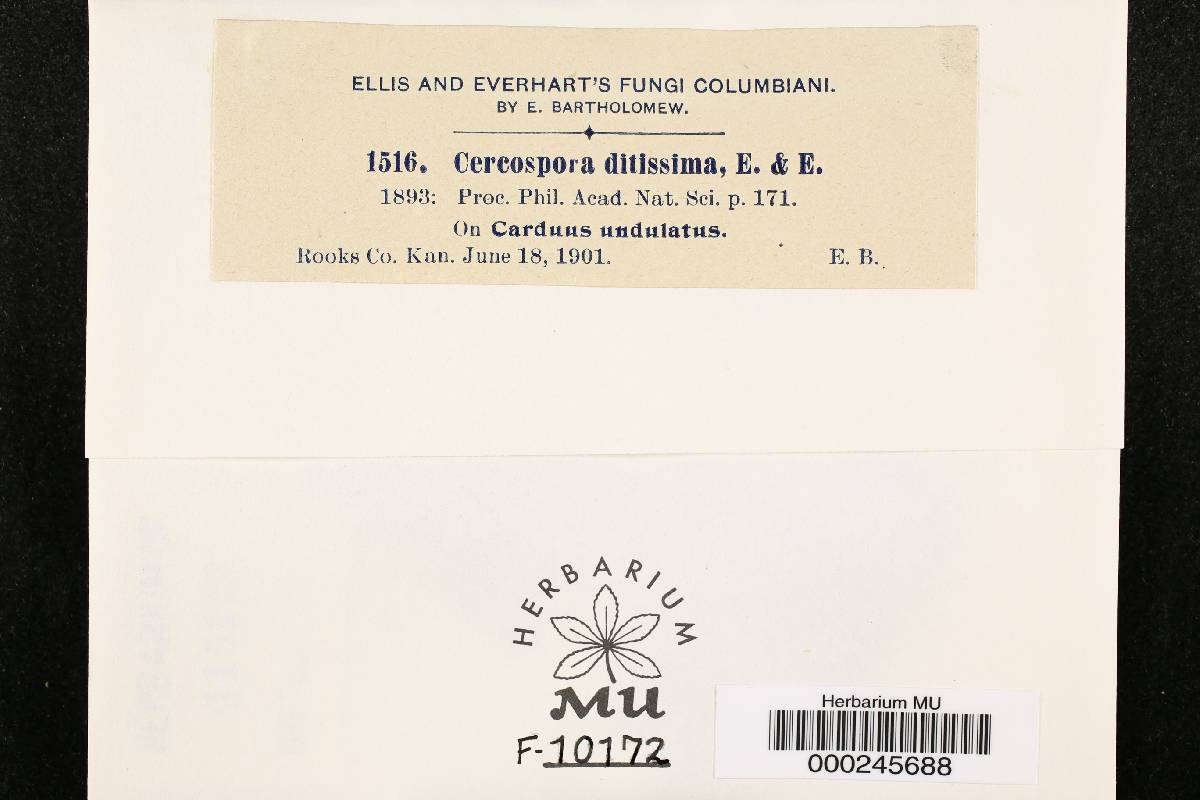 ELLIS AND EVERHART'S FUNGI COLUMBIANI.
BY E. BARTHOLOMEW.
1516. Cercospora ditissima, E. & E.
1893: Proc. Phil. Acad. Nat. Sci. p. 171.
On Carduus undulatus.
Rooks Co. Kan. June 18, 1901. E. B.
HERBARIUM
MU
F-10172
Herbarium MU
000245688